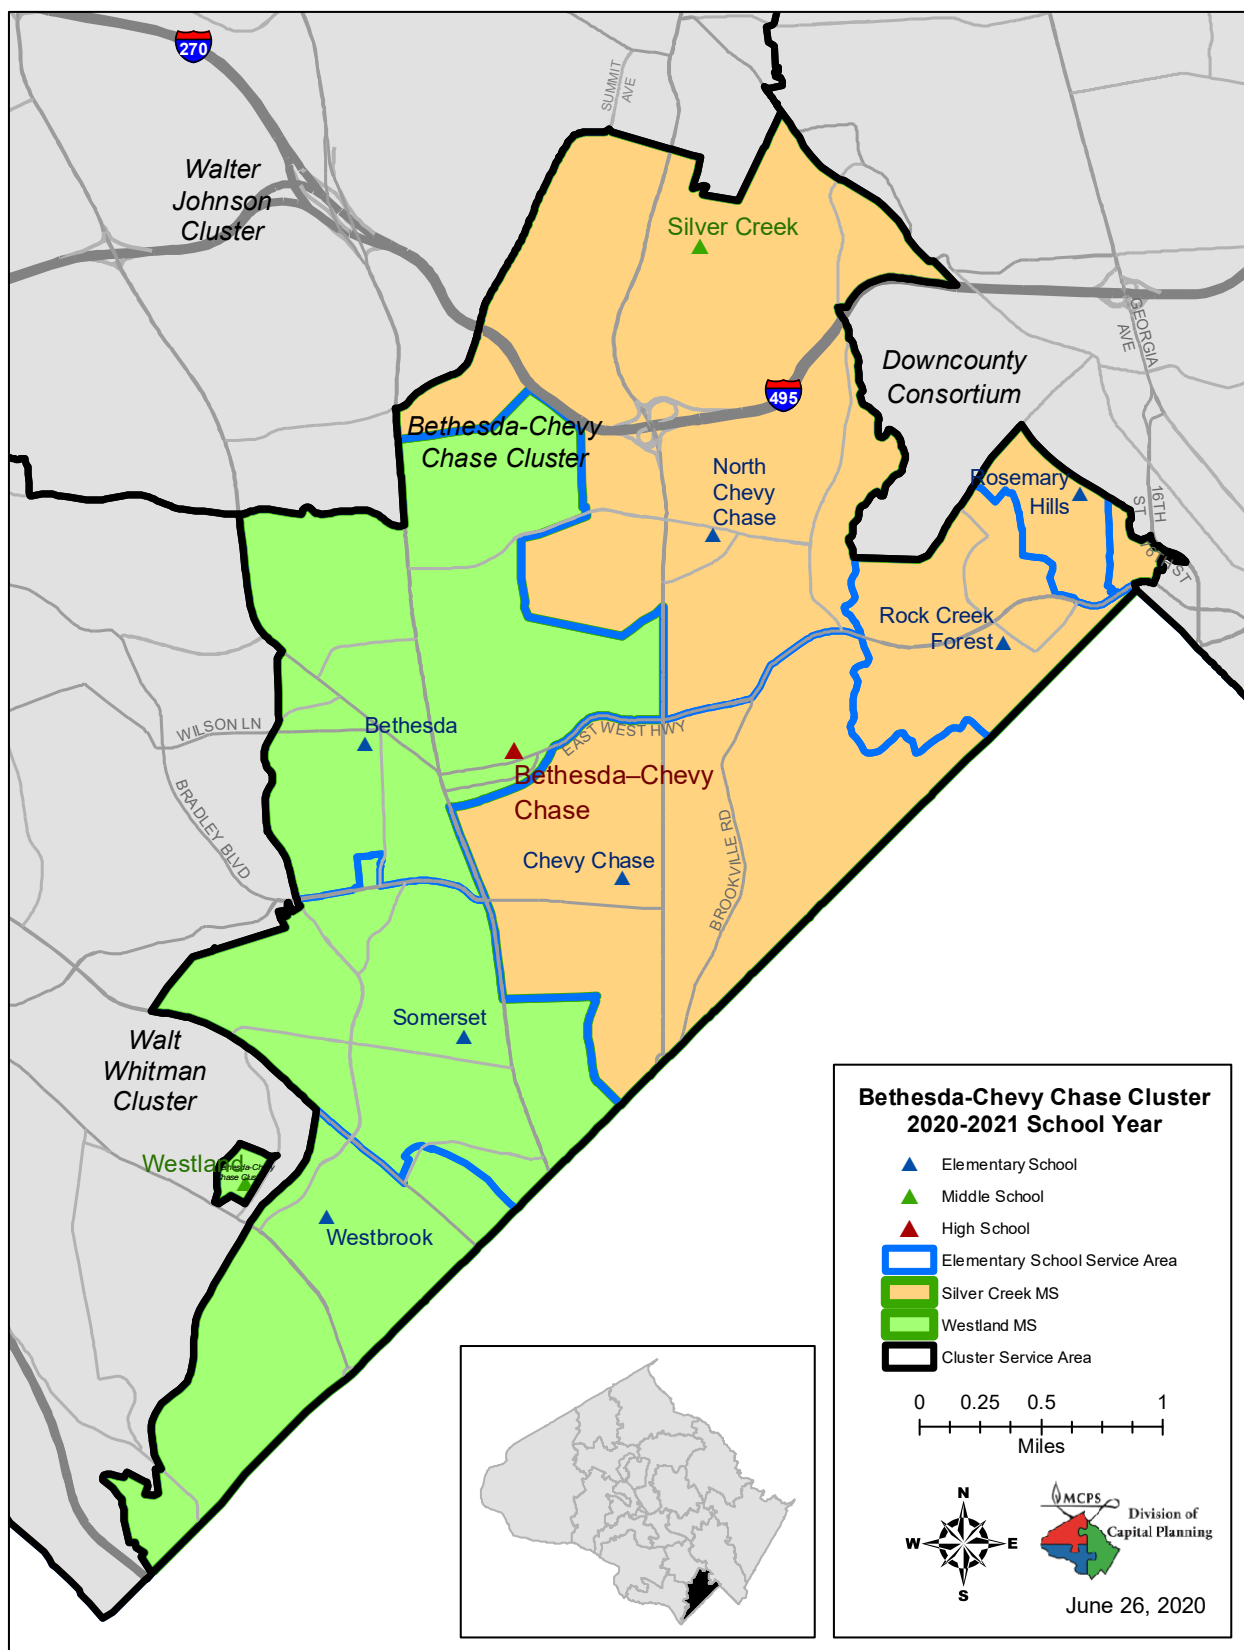 270
SUMMIT
AVE
Walter
Johnson
Cluster
Silver Creek
GEORGIA
AVE
Downcounty
Consortium
495
Bethesda-Chevy
Chase Cluster
North
Chevy
Chase
Rosemary
Hills
16TH
ST
16TH ST
Rock Creek
Forest
WILSON LN
Bethesda
EAST WEST HWY
Bethesda–Chevy
Chase
BRADLEY BLVD
Chevy Chase
BROOKVILLE RD
Somerset
Walt
Whitman
Cluster
Westland
Chase Cluster
Westbrook
Bethesda-Chevy Chase Cluster
2020-2021 School Year
Elementary School
Middle School
High School
Elementary School Service Area
Silver Creek MS
Westland MS
Cluster Service Area
0 0.25 0.5 1
Miles
N
W E
S
MCPS
Division of
Capital Planning
June 26, 2020